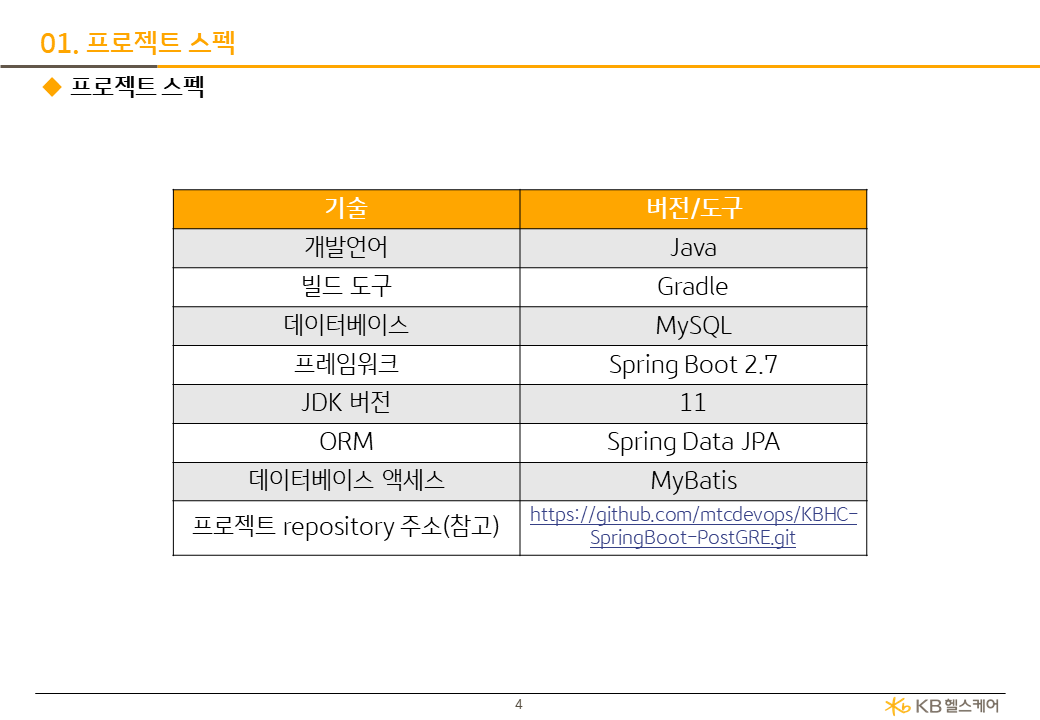 01. 프로젝트 스펙
◆ 프로젝트 스펙
기술 버전/도구
개발언어 Java
빌드 도구 Gradle
데이터베이스 MySQL
프레임워크 Spring Boot 2.7
JDK 버전 11
ORM Spring Data JPA
데이터베이스 액세스 MyBatis
프로젝트 repository 주소(참고) https://github.com/mtcdevops/KBHC-
SpringBoot-PostGRE.git
4
KB헬스케어